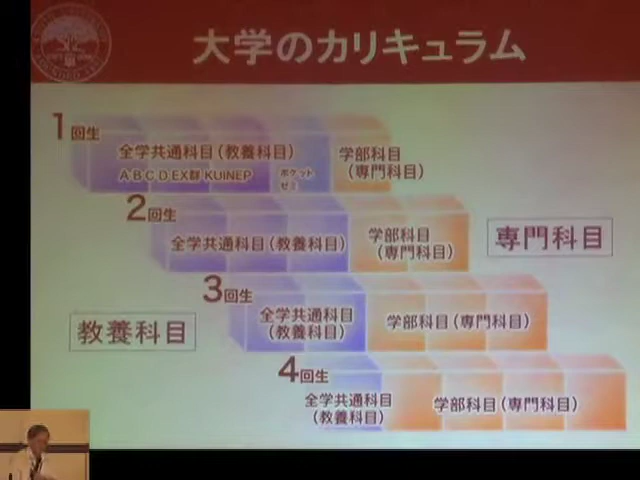 大学のカリキュラム
1回生
全学共通科目(教養科目)
A·B·C·D·EX群 KUINEP
ポケット
ゼミ
学部科目
(専門科目)
2回生
全学共通科目(教養科目)
学部科目
(専門科目)
専門科目
3回生
全学共通科目
(教養科目)
学部科目(専門科目)
教養科目
4回生
全学共通科目
(教養科目)
学部科目(専門科目)